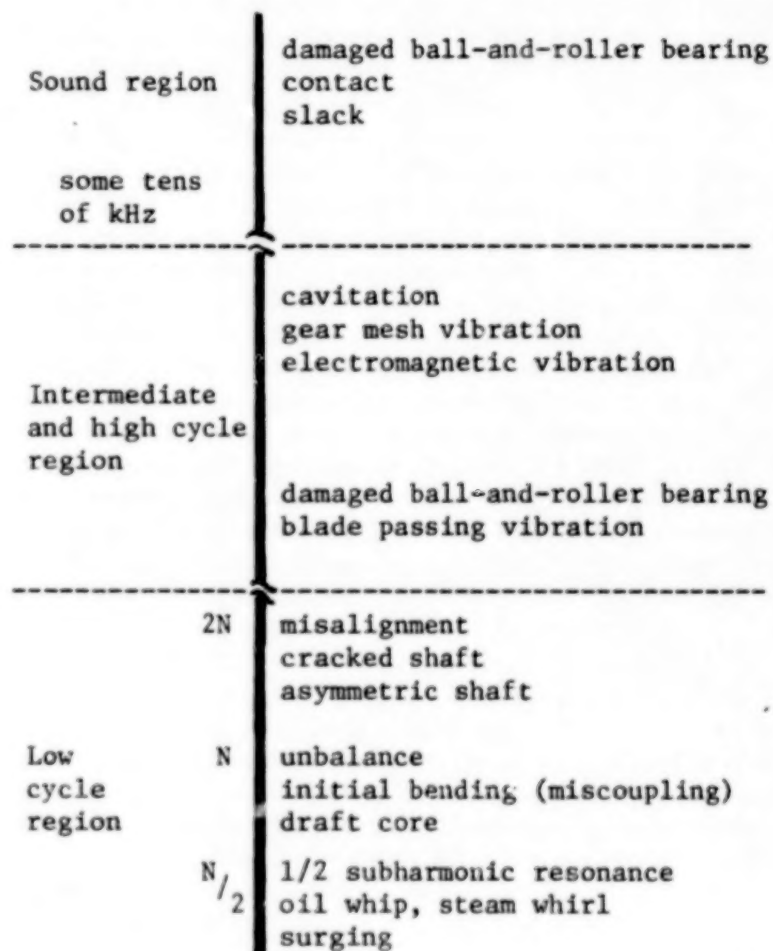 damaged ball-and-roller bearing
Sound region contact
slack
some tens
of kHz
cavitation
gear mesh vibration
electromagnetic vibration
Intermediate
and high cycle
region
damaged ball-and-roller bearing
blade passing vibration
2N misalignment
cracked shaft
asymmetric shaft
Low N unbalance
cycle initial bending (miscoupling)
region draft core
N/2 1/2 subharmonic resonance
oil whip, steam whirl
surging